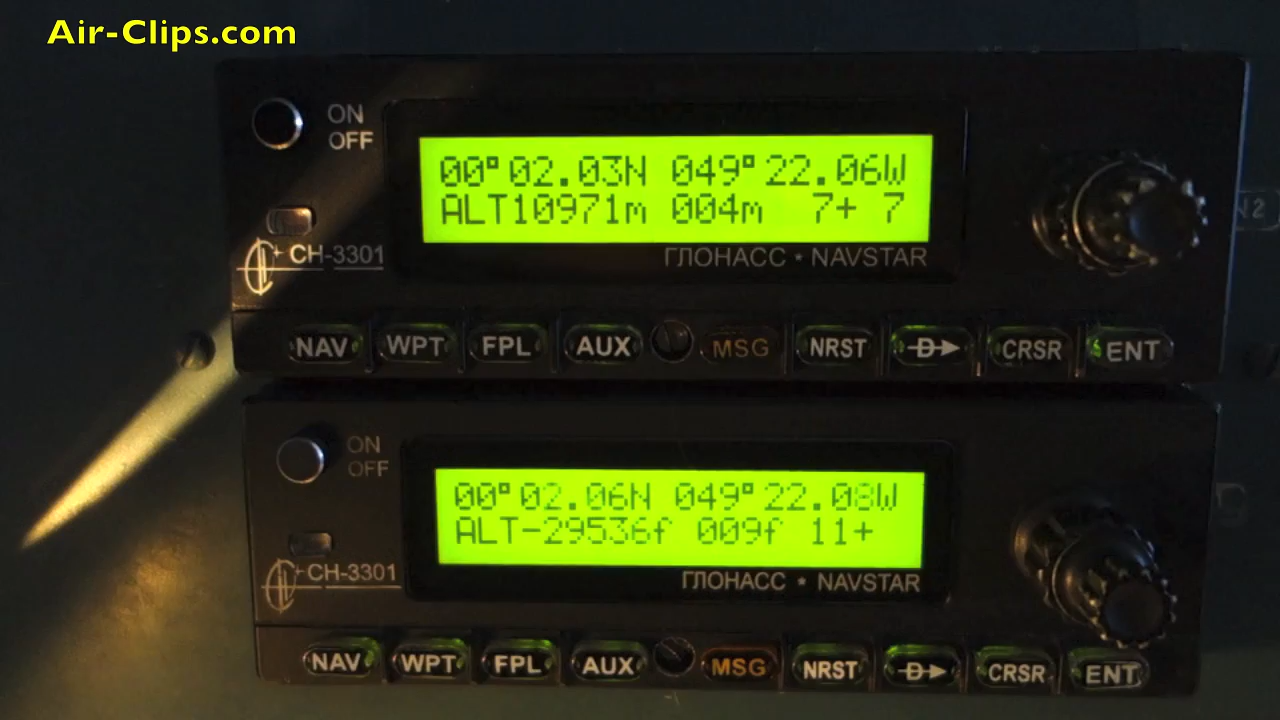 Air-Clips.com
ON
OFF
00°02.03N 049°22.06W
ALT10971m 004m 7+ 7
N2
CH-3301
ГЛОНАСС * NAVSTAR
NAV WPT FPL AUX MSG NRST D CRSR ENT
ON
OFF
00°02.06N 049°22.08W
ALT-29536f 009f 11+
CH-3301
ГЛОНАСС * NAVSTAR
NAV WPT FPL AUX MSG NRST D CRSR ENT